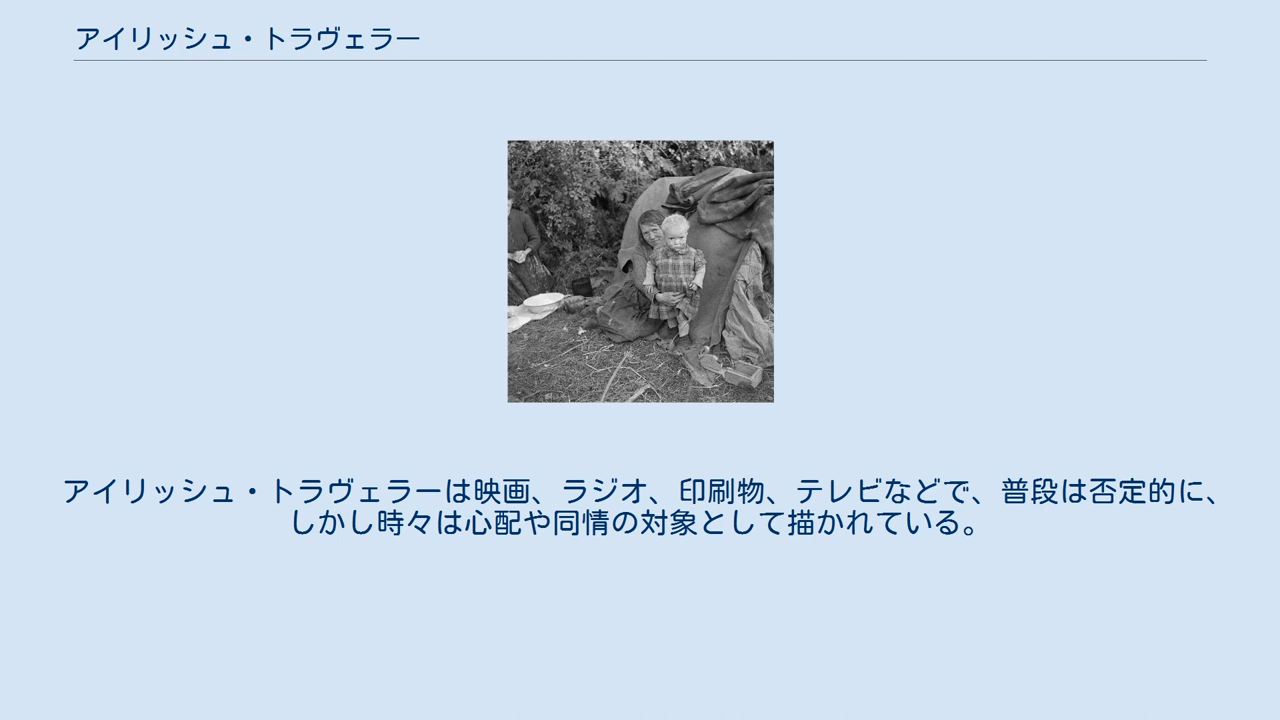 アイリッシュ・トラヴェラー
アイリッシュ・トラヴェラーは映画、ラジオ、印刷物、テレビなどで、普段は否定的に、
しかし時々は心配や同情の対象として描かれている。